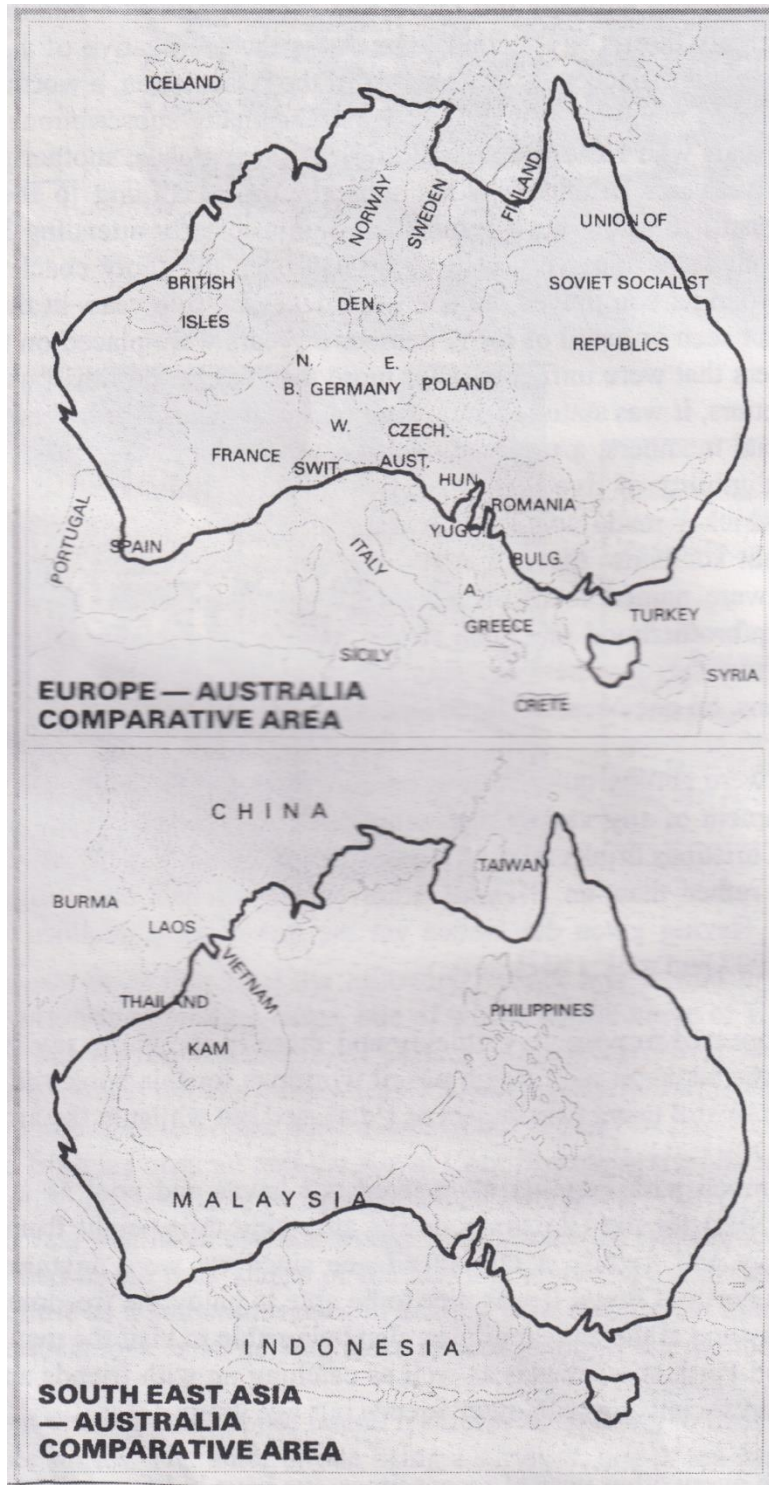 ICELAND
NORWAY
SWEDEN
FINLAND
UNION OF
SOVIET SOCIALIST
REPUBLICS
BRITISH
ISLES
DEN.
N.
E.
B.
GERMANY
POLAND
W.
CZECH.
FRANCE
SWIT.
AUST.
HUN.
ROMANIA
PORTUGAL
SPAIN
ITALY
YUGO.
BULG.
A.
GREECE
TURKEY
SICILY
SYRIA
CRETE
EUROPE — AUSTRALIA
COMPARATIVE AREA
CHINA
TAIWAN
BURMA
LAOS
VIETNAM
THAILAND
PHILIPPINES
KAM
MALAYSIA
INDONESIA
SOUTH EAST ASIA
— AUSTRALIA
COMPARATIVE AREA